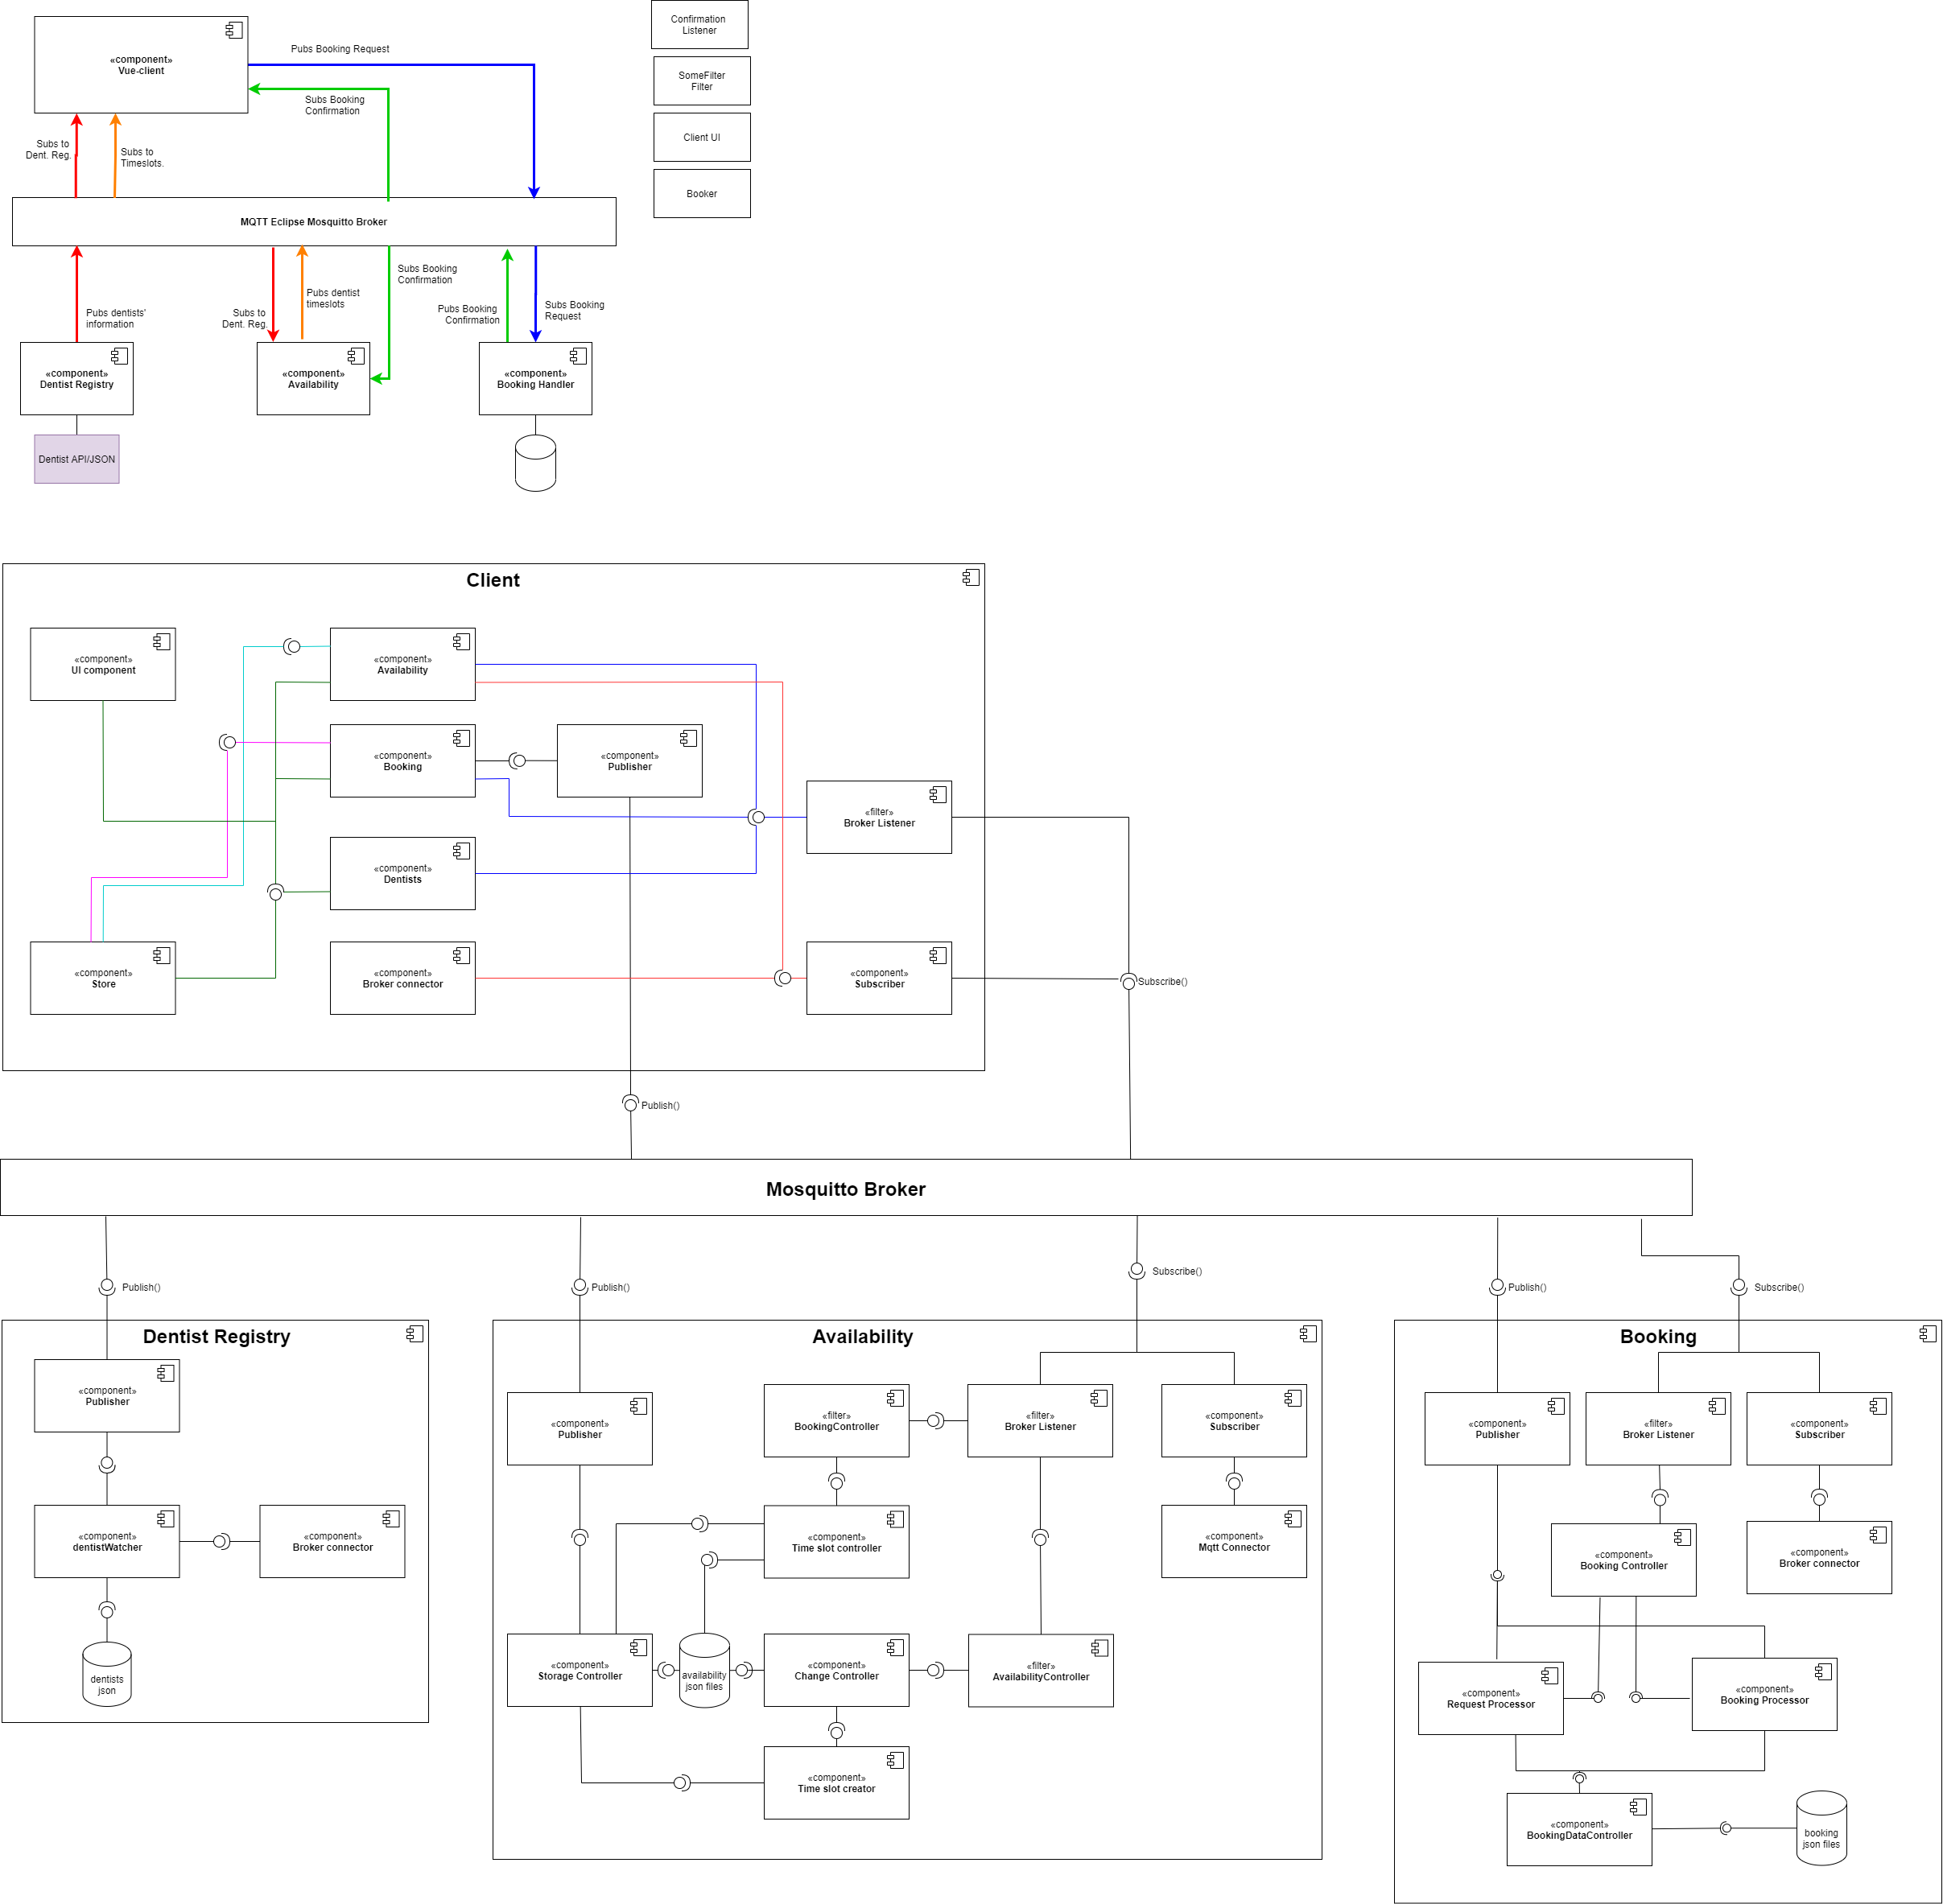 Confirmation
Listener
«component»
Vue-client
Pubs Booking Request
SomeFilter
Filter
Subs Booking
Confirmation
Client UI
Subs to
Dent. Reg.
Subs to
Timeslots.
Booker
MQTT Eclipse Mosquitto Broker
Subs Booking
Confirmation
Pubs dentist
timeslots
Pubs dentists'
information
Subs to
Dent. Reg.
Pubs Booking
Confirmation
Subs Booking
Request
«component»
Dentist Registry
«component»
Availability
«component»
Booking Handler
Dentist API/JSON
Client
«component»
UI component
«component»
Availability
«component»
Booking
«component»
Publisher
«filter»
Broker Listener
«component»
Dentists
«component»
Store
«component»
Broker connector
«component»
Subscriber
Subscribe()
Publish()
Mosquitto Broker
Publish()
Publish()
Subscribe()
Publish()
Subscribe()
Dentist Registry
«component»
Publisher
«component»
dentistWatcher
«component»
Broker connector
dentists
json
Availability
«component»
Publisher
«filter»
BookingController
«filter»
Broker Listener
«component»
Subscriber
«component»
Time slot controller
«component»
Mqtt Connector
«component»
Storage Controller
availability
json files
«component»
Change Controller
«filter»
AvailabilityController
«component»
Time slot creator
Booking
«component»
Publisher
«filter»
Broker Listener
«component»
Subscriber
«component»
Booking Controller
«component»
Broker connector
«component»
Request Processor
«component»
Booking Processor
«component»
BookingDataController
booking
json files